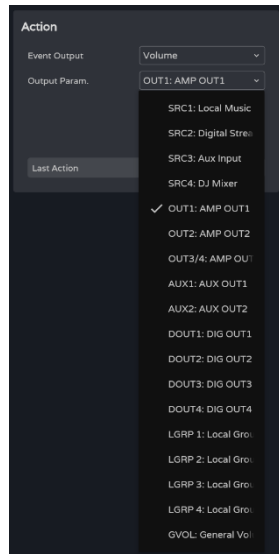 Action
Event Output Volume
Output Param. OUT1: AMP OUT1
SRC1: Local Music
SRC2: Digital Strea
SRC3: Aux Input
SRC4: DJ Mixer
Last Action
OUT1: AMP OUT1
OUT2: AMP OUT2
OUT3/4: AMP OUT
AUX1: AUX OUT1
AUX2: AUX OUT2
DOUT1: DIG OUT1
DOUT2: DIG OUT2
DOUT3: DIG OUT3
DOUT4: DIG OUT4
LGRP 1: Local Grou
LGRP 2: Local Grou
LGRP 3: Local Grou
LGRP 4: Local Grou
GVOL: General Vol